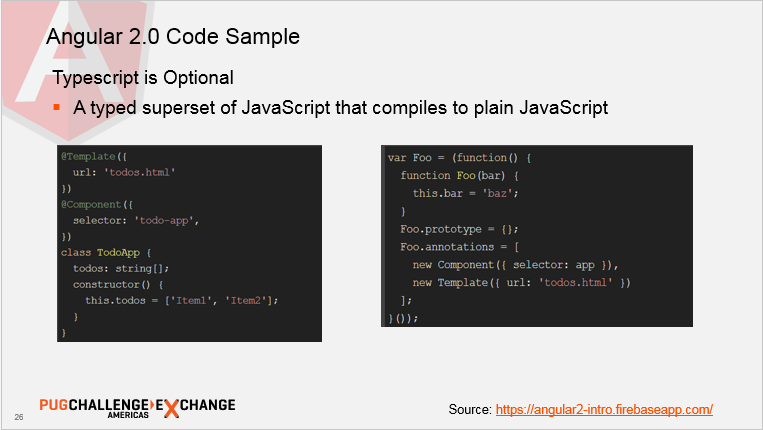 Angular 2.0 Code Sample
Typescript is Optional
A typed superset of JavaScript that compiles to plain JavaScript
@Template({
url: 'todos.html'
})
@Component({
selector: 'todo-app',
})
class TodoApp {
todos: string[];
constructor() {
this.todos = ['Item1', 'Item2'];
}
}
var Foo = (function() {
function Foo(bar) {
this.bar = 'baz';
}
Foo.prototype = {};
Foo.annotations = [
new Component({ selector: app }),
new Template({ url: 'todos.html' })
];
}());
26
PUGCHALLENGE EXCHANGE
AMERICAS
Source: https://angular2-intro.firebaseapp.com/